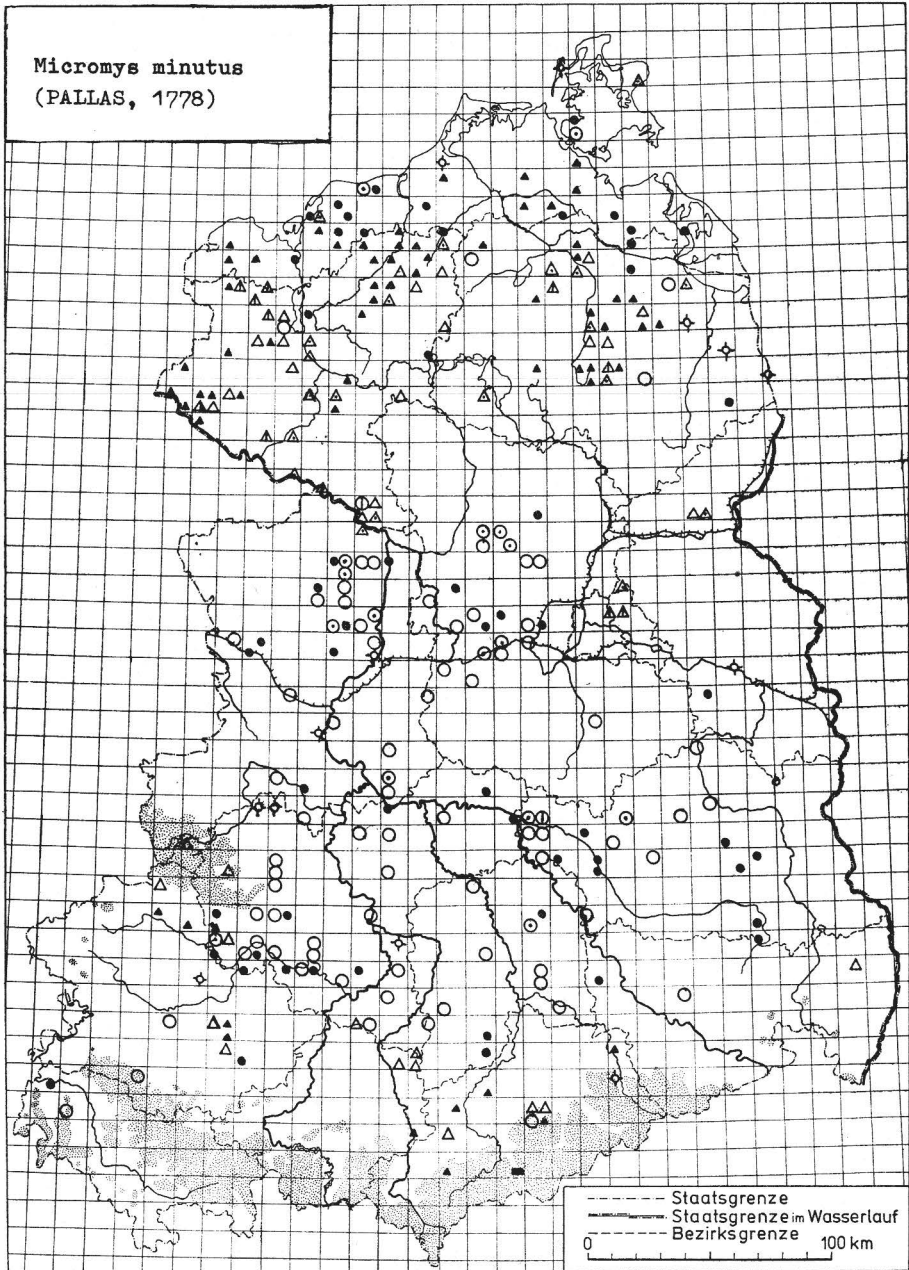 Micromys minutus
(PALLAS, 1778)
Staatsgrenze
Staatsgrenze im Wasserlauf
Bezirksgrenze
0 100 km